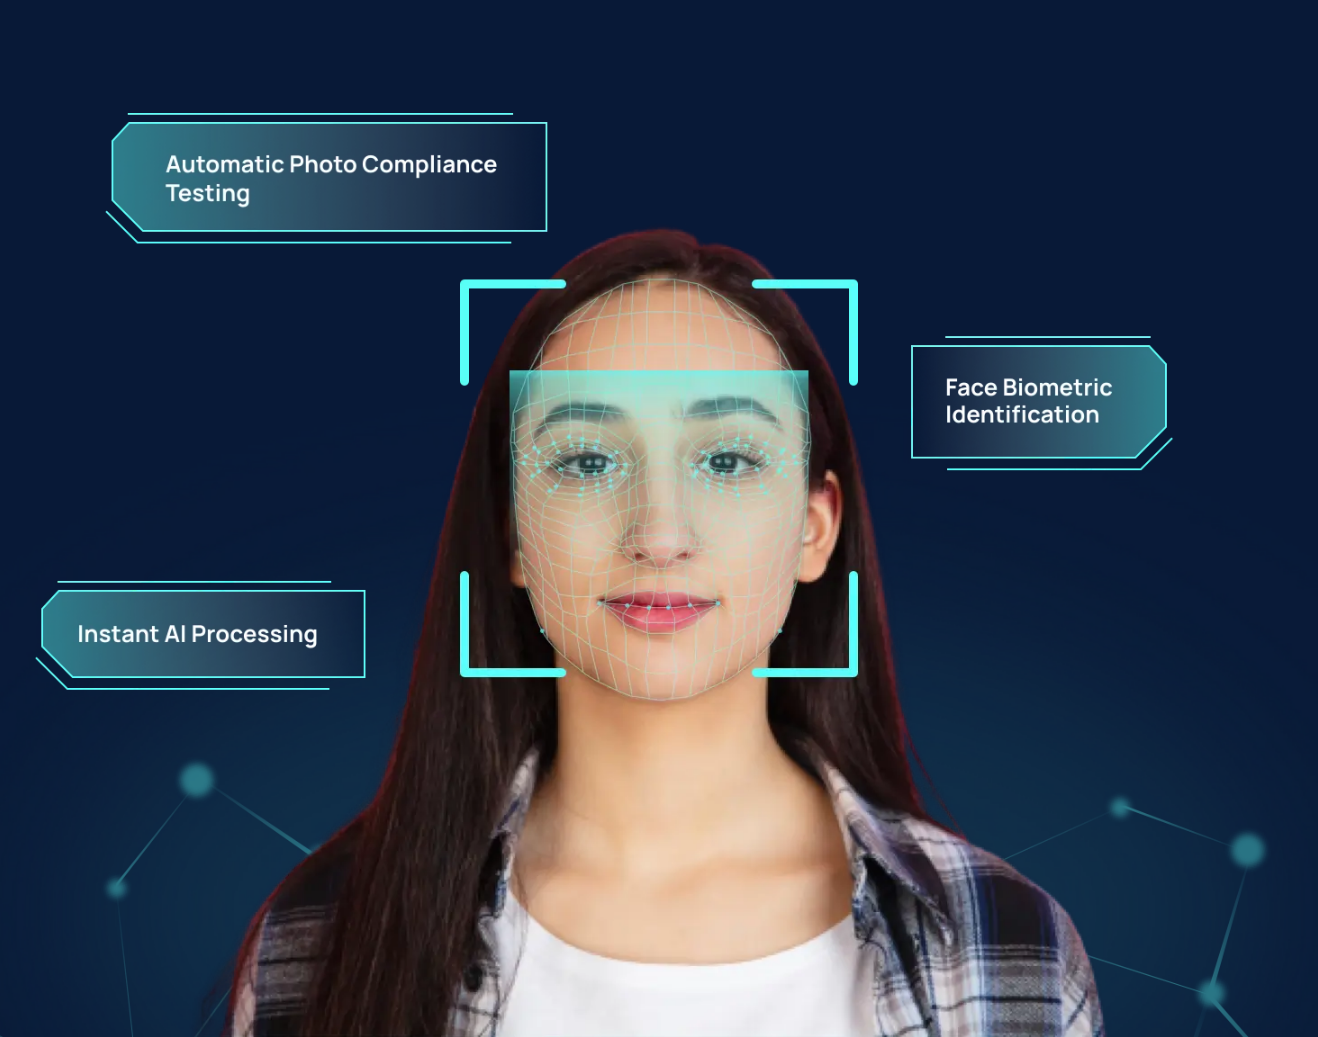 Automatic Photo Compliance
Testing
Face Biometric
Identification
Instant AI Processing